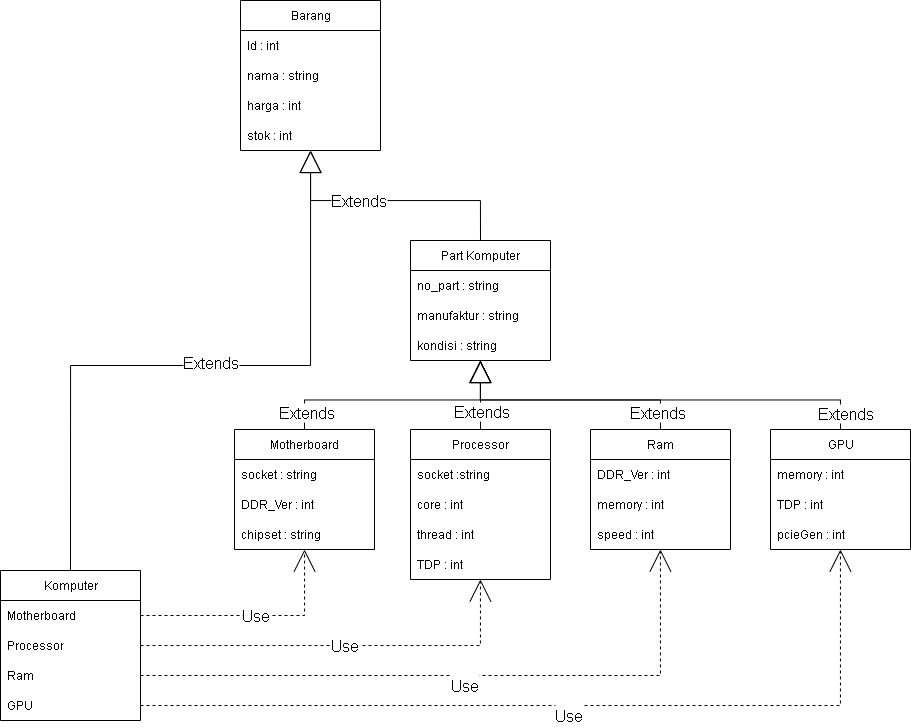 Barang
Id : int
nama : string
harga : int
stok : int
Extends
Part Komputer
no_part : string
manufaktur : string
kondisi : string
Extends
Extends
Extends
Extends
Extends
Motherboard
socket : string
DDR_Ver : int
chipset : string
Processor
socket :string
core : int
thread : int
TDP : int
Ram
DDR_Ver : int
memory : int
speed : int
GPU
memory : int
TDP : int
pcieGen : int
Komputer
Motherboard
Processor
Ram
GPU
Use
Use
Use
Use